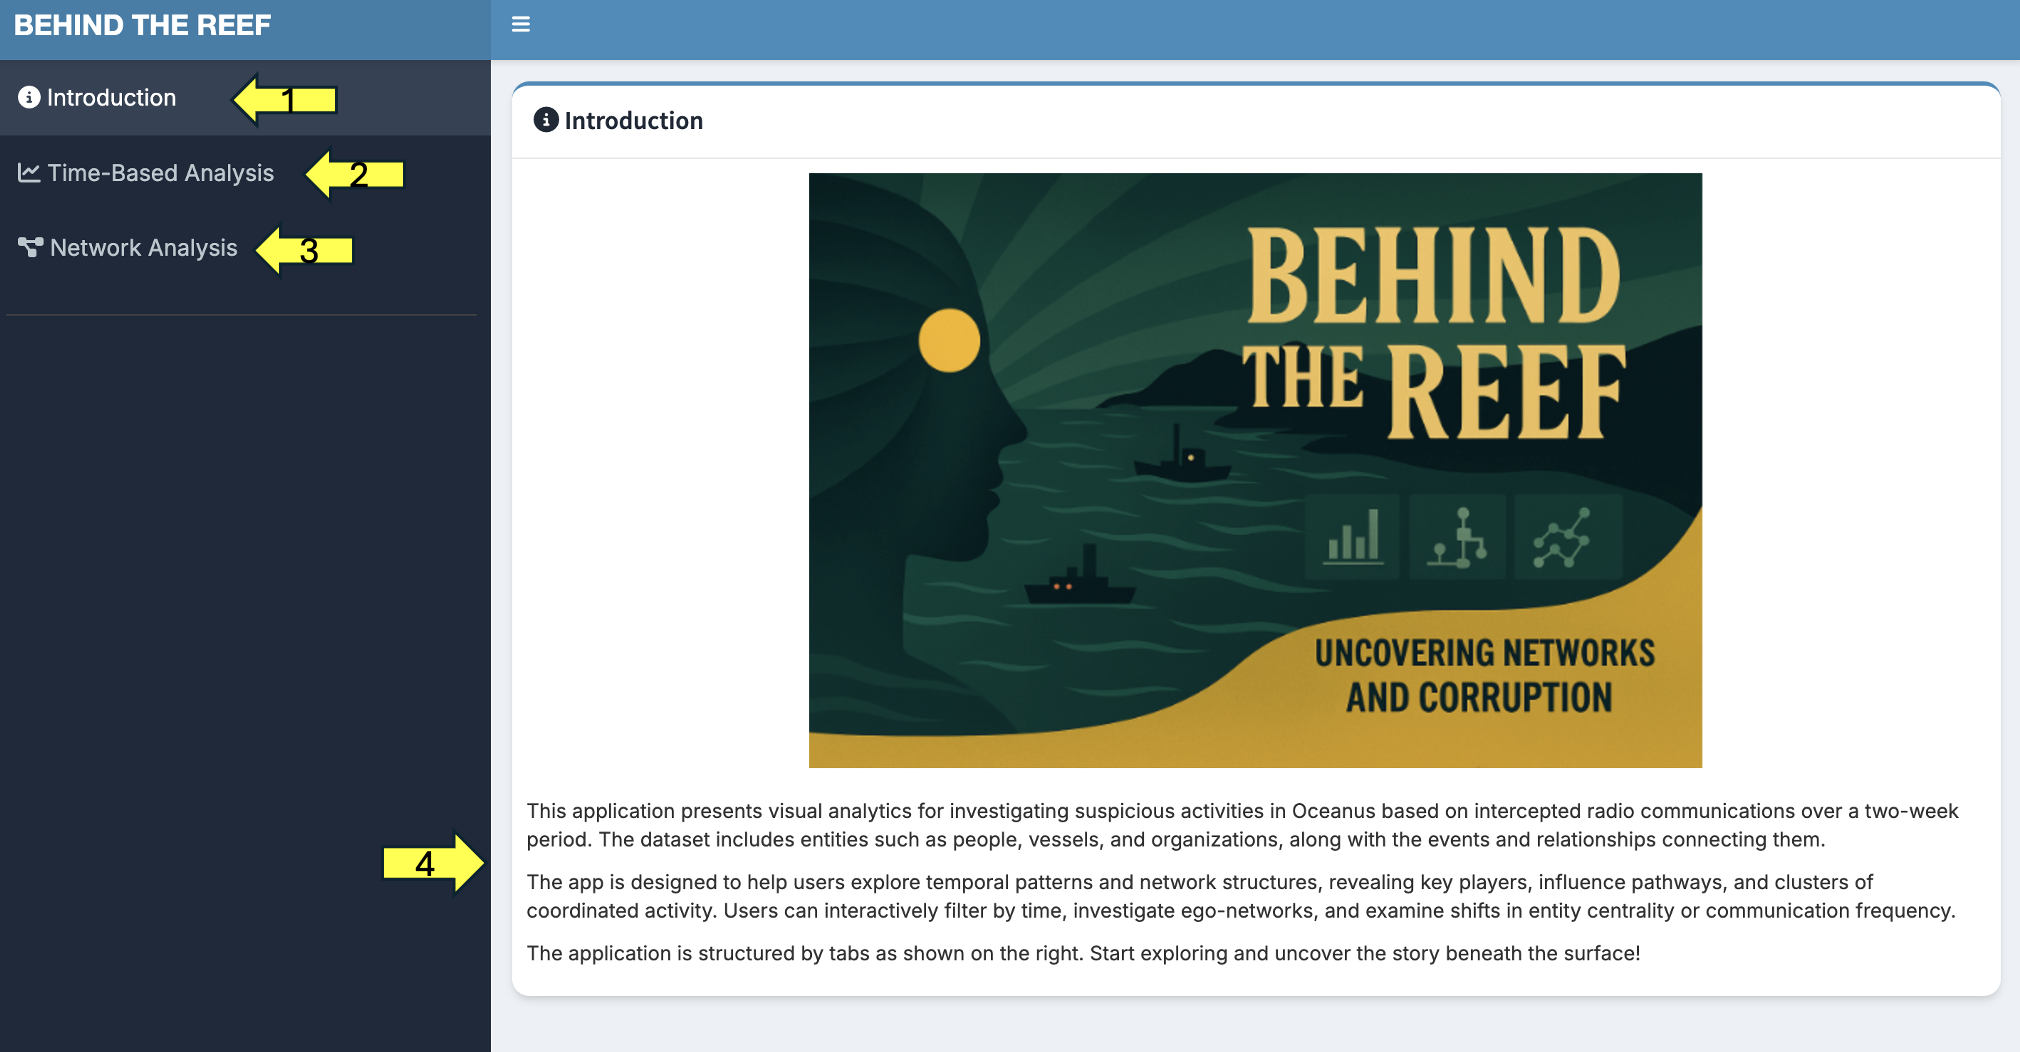 BEHIND THE REEF
Introduction
1
Time-Based Analysis
2
Network Analysis
3
4
Introduction
BEHIND
THE REEF
UNCOVERING NETWORKS
AND CORRUPTION
This application presents visual analytics for investigating suspicious activities in Oceanus based on intercepted radio communications over a two-week
period. The dataset includes entities such as people, vessels, and organizations, along with the events and relationships connecting them.
The app is designed to help users explore temporal patterns and network structures, revealing key players, influence pathways, and clusters of
coordinated activity. Users can interactively filter by time, investigate ego-networks, and examine shifts in entity centrality or communication frequency.
The application is structured by tabs as shown on the right. Start exploring and uncover the story beneath the surface!